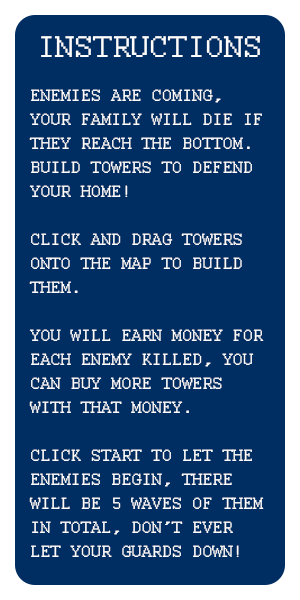 INSTRUCTIONS
ENEMIES ARE COMING,
YOUR FAMILY WILL DIE IF
THEY REACH THE BOTTOM.
BUILD TOWERS TO DEFEND
YOUR HOME!
CLICK AND DRAG TOWERS
ONTO THE MAP TO BUILD
THEM.
YOU WILL EARN MONEY FOR
EACH ENEMY KILLED, YOU
CAN BUY MORE TOWERS
WITH THAT MONEY.
CLICK START TO LET THE
ENEMIES BEGIN, THERE
WILL BE 5 WAVES OF THEM
IN TOTAL, DON'T EVER
LET YOUR GUARDS DOWN!